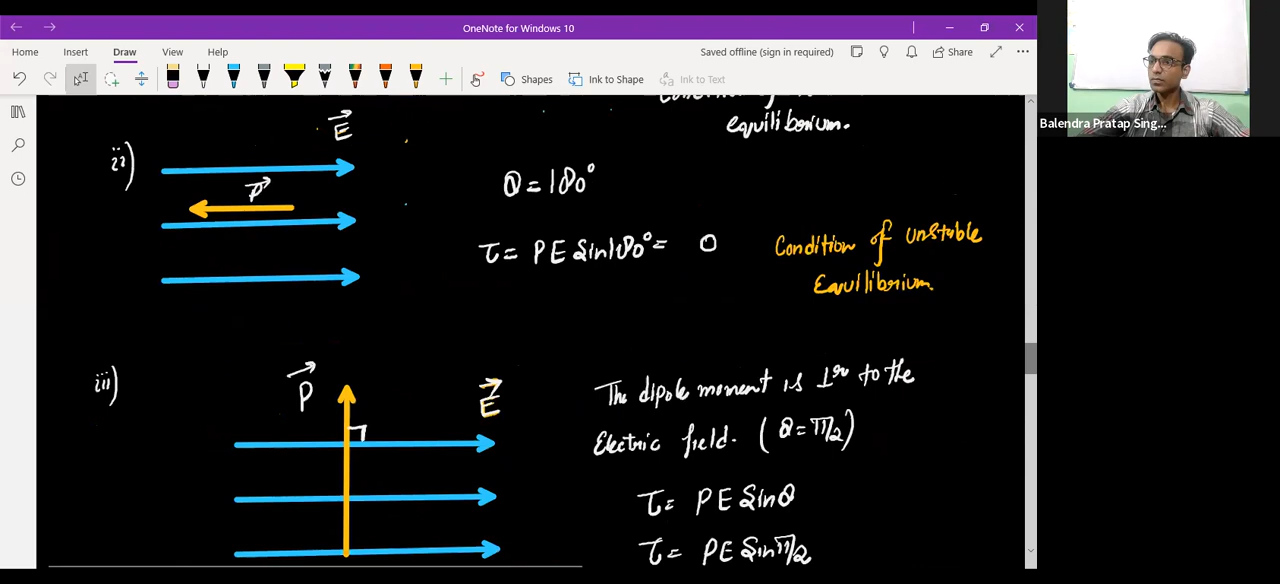 OneNote for Windows 10
Home Insert Draw View Help
Saved offline (sign in required) Share
Shapes Ink to Shape Ink to Text
Balendra Pratap Sing...
equilibrium.
ii)
E
P
θ = 180°
τ = PE Sin180° = 0
Condition of unstable
Equilibrium.
iii)
P
E
The dipole moment is ⊥ar to the
Electric field. (θ = π/2)
τ = PE Sinθ
τ = PE Sinπ/2